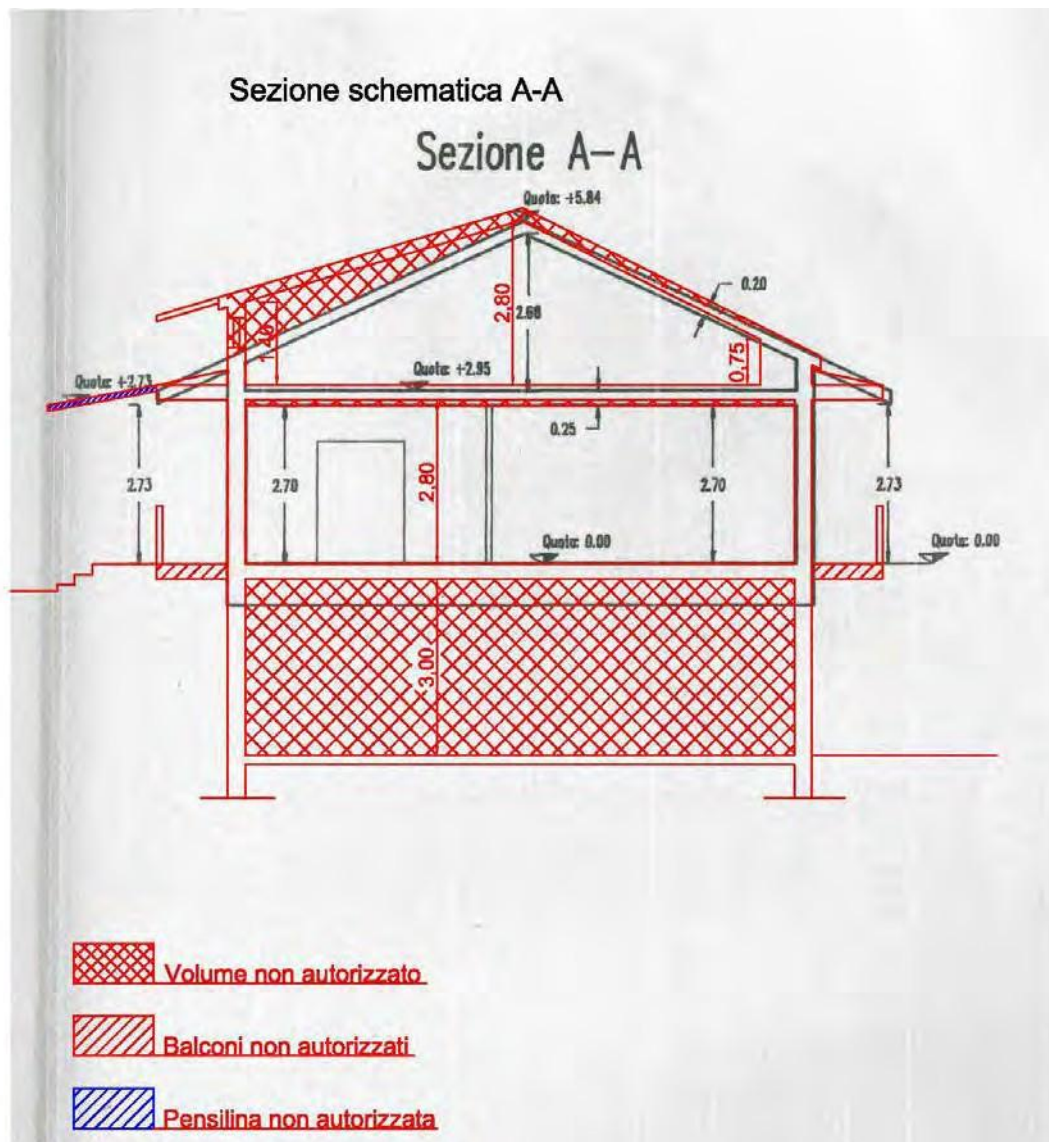 Sezione schematica A-A
Sezione A-A
Quota: +5.84
0.20
2,80
2.68
1,46
0,75
Quota: +2.73
Quota: +2.95
0.25
2.73
2.70
2,80
2.70
2.73
Quota: 0.00
Quota: 0.00
3,00
Volume non autorizzato
Balconi non autorizzati
Pensilina non autorizzata